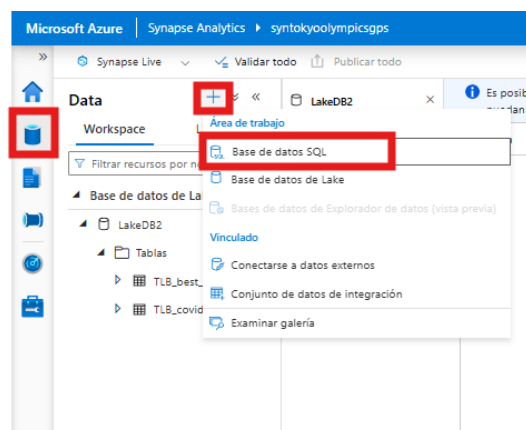 Microsoft Azure Synapse Analytics syntokyoolympicsgps
Synapse Live Validar todo Publicar todo
Data
LakeDB2
Es posib
Workspace
Área de trabajo
Base de datos SQL
Filtrar recursos por
Base de datos de Lake
Base de datos de La
Bases de datos de Explorador de datos (vista previa)
LakeDB2
Vinculado
Tablas
Conectarse a datos externos
TLB_best_
Conjunto de datos de integración
TLB_covid
Examinar galería